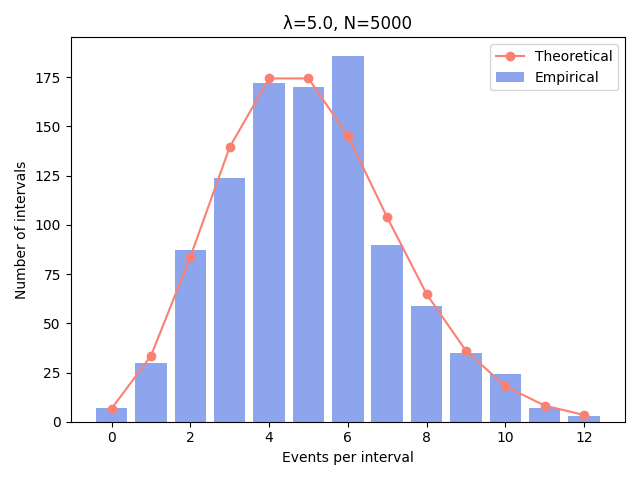 λ=5.0, N=5000
Theoretical
Empirical
Number of intervals
175
150
125
100
75
50
25
0
0 2 4 6 8 10 12
Events per interval